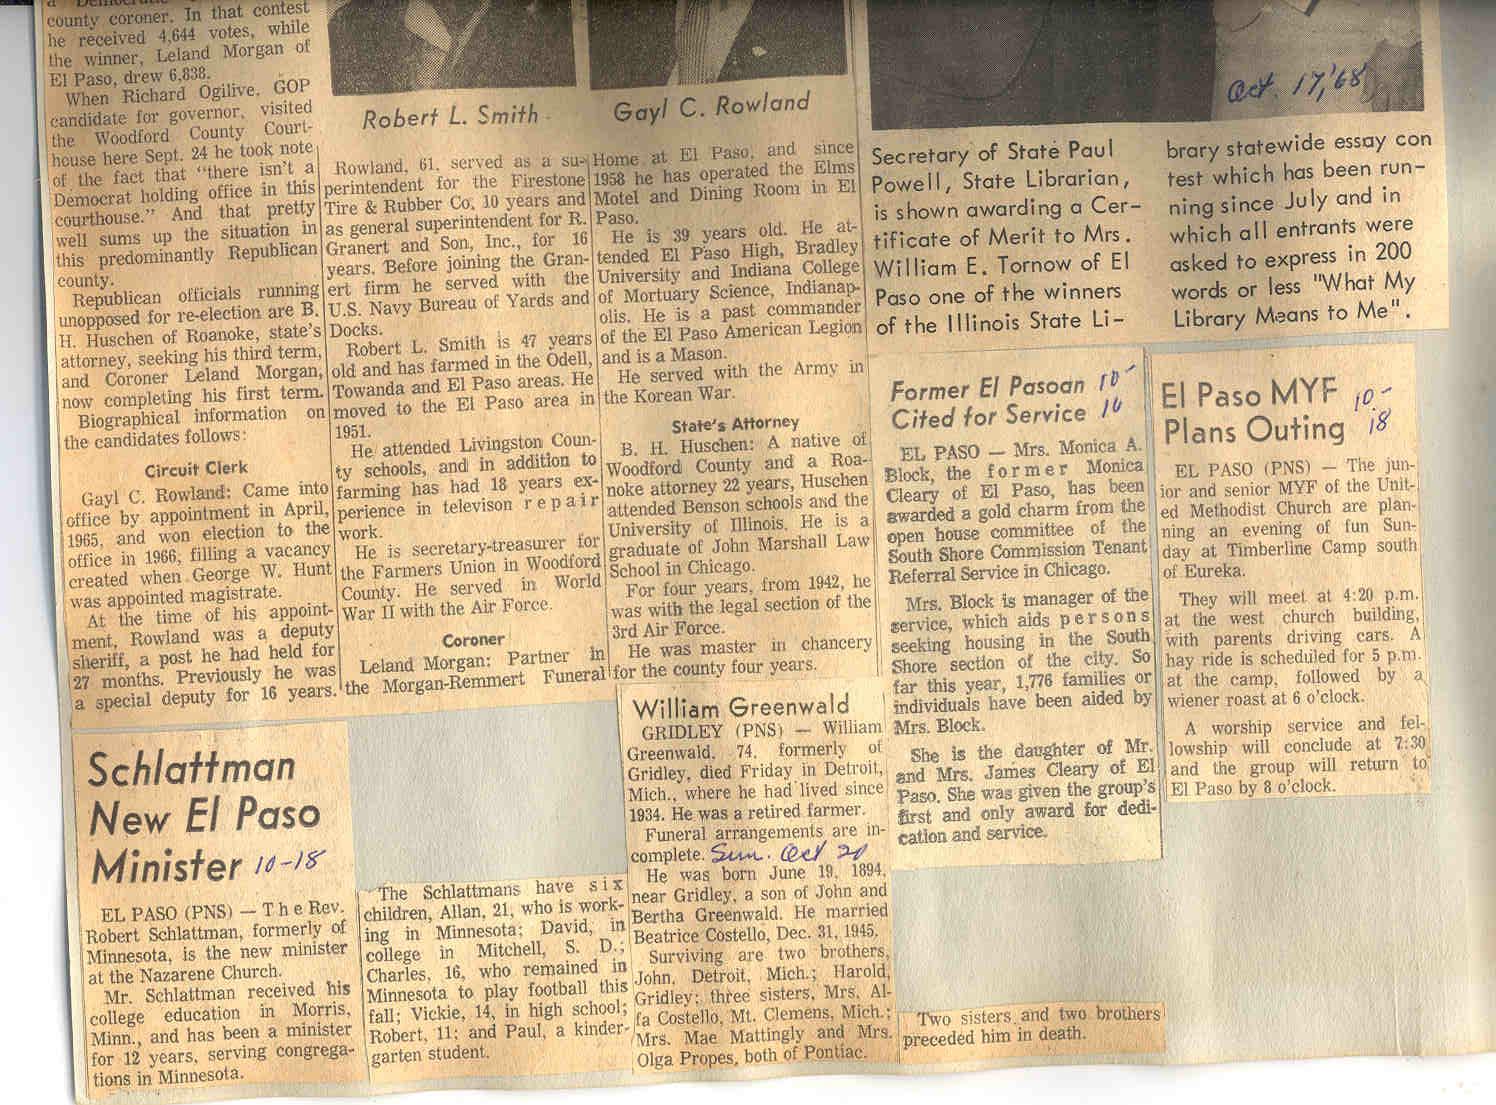 a Democratic
county coroner. In that contest
he received 4,644 votes, while
the winner, Leland Morgan of
El Paso, drew 6,838.
When Richard Ogilive, GOP
candidate for governor, visited
the Woodford County Court-
house here Sept. 24 he took note
of the fact that "there isn't a
Democrat holding office in this
courthouse." And that pretty
well sums up the situation in
this predominantly Republican
county.
Republican officials running
unopposed for re-election are B.
H. Huschen of Roanoke, state's
attorney, seeking his third term,
and Coroner Leland Morgan,
now completing his first term.
Biographical information on
the candidates follows:
Circuit Clerk
Gayl C. Rowland: Came into
office by appointment in April,
1965, and won election to the
office in 1966, filling a vacancy
created when George W. Hunt
was appointed magistrate.
At the time of his appoint-
ment, Rowland was a deputy
sheriff, a post he had held for
27 months. Previously he was
a special deputy for 16 years.
Robert L. Smith
Gayl C. Rowland
Rowland, 61, served as a su-
perintendent for the Firestone
Tire & Rubber Co. 10 years and
as general superintendent for R.
Granert and Son, Inc., for 16
years. Before joining the Gran-
ert firm he served with the
U.S. Navy Bureau of Yards and
Docks.
Robert L. Smith is 47 years
old and has farmed in the Odell,
Towanda and El Paso areas. He
moved to the El Paso area in
1951.
He attended Livingston Coun-
ty schools, and in addition to
farming has had 18 years ex-
perience in televison repair
work.
He is secretary-treasurer for
the Farmers Union in Woodford
County. He served in World
War II with the Air Force.
Coroner
Leland Morgan: Partner in
the Morgan-Remmert Funeral
Home at El Paso, and since
1958 he has operated the Elms
Motel and Dining Room in El
Paso.
He is 39 years old. He at-
tended El Paso High, Bradley
University and Indiana College
of Mortuary Science, Indianap-
olis. He is a past commander
of the El Paso American Legion
and is a Mason.
He served with the Army in
the Korean War.
State's Attorney
B. H. Huschen: A native of
Woodford County and a Roa-
noke attorney 22 years, Huschen
attended Benson schools and the
University of Illinois. He is a
graduate of John Marshall Law
School in Chicago.
For four years, from 1942, he
was with the legal section of the
3rd Air Force.
He was master in chancery
for the county four years.
Oct. 17, '68
Secretary of State Paul
Powell, State Librarian,
is shown awarding a Cer-
tificate of Merit to Mrs.
William E. Tornow of El
Paso one of the winners
of the Illinois State Li-
brary statewide essay con
test which has been run-
ning since July and in
which all entrants were
asked to express in 200
words or less "What My
Library Means to Me".
Schlattman
New El Paso
Minister 10-18
EL PASO (PNS) — The Rev.
Robert Schlattman, formerly of
Minnesota, is the new minister
at the Nazarene Church.
Mr. Schlattman received his
college education in Morris,
Minn., and has been a minister
for 12 years, serving congrega-
tions in Minnesota.
The Schlattmans have six
children, Allan, 21, who is work-
ing in Minnesota; David, in
college in Mitchell, S. D.;
Charles, 16, who remained in
Minnesota to play football this
fall; Vickie, 14, in high school;
Robert, 11; and Paul, a kinder-
garten student.
William Greenwald
GRIDLEY (PNS) — William
Greenwald, 74, formerly of
Gridley, died Friday in Detroit,
Mich., where he had lived since
1934. He was a retired farmer.
Funeral arrangements are in-
complete. Sun. Oct 20
He was born June 19, 1894,
near Gridley, a son of John and
Bertha Greenwald. He married
Beatrice Costello, Dec. 31, 1945.
Surviving are two brothers,
John, Detroit, Mich.; Harold,
Gridley; three sisters, Mrs. Al-
fa Costello, Mt. Clemens, Mich.;
Mrs. Mae Mattingly and Mrs.
Olga Propes, both of Pontiac.
Two sisters and two brothers
preceded him in death.
Former El Pasoan 10-
Cited for Service 10
EL PASO — Mrs. Monica A.
Block, the former Monica
Cleary of El Paso, has been
awarded a gold charm from the
open house committee of the
South Shore Commission Tenant
Referral Service in Chicago.
Mrs. Block is manager of the
service, which aids persons
seeking housing in the South
Shore section of the city. So
far this year, 1,776 families or
individuals have been aided by
Mrs. Block.
She is the daughter of Mr.
and Mrs. James Cleary of El
Paso. She was given the group's
first and only award for dedi-
cation and service.
El Paso MYF 10-
Plans Outing 18
EL PASO (PNS) — The jun-
ior and senior MYF of the Unit-
ed Methodist Church are plan-
ning an evening of fun Sun-
day at Timberline Camp south
of Eureka.
They will meet at 4:20 p.m.
at the west church building,
with parents driving cars. A
hay ride is scheduled for 5 p.m.
at the camp, followed by a
wiener roast at 6 o'clock.
A worship service and fel-
lowship will conclude at 7:30
and the group will return to
El Paso by 8 o'clock.